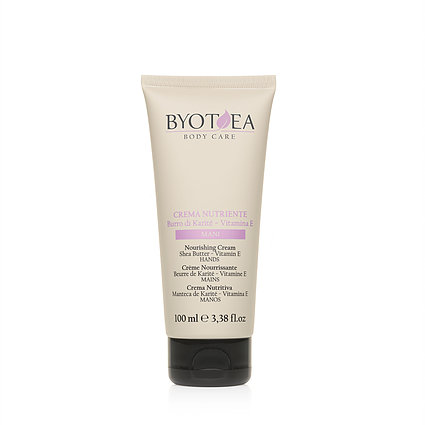 BYOTEA
BODY CARE
CREMA NUTRIENTE
Burro di Karité - Vitamina E
MANI
Nourishing Cream
Shea Butter - Vitamin E
HANDS
Crème Nourrissante
Beurre de Karité - Vitamine E
MAINS
Crema Nutritiva
Manteca de Karité - Vitamina E
MANOS
100 ml ℮ 3,38 fl.oz